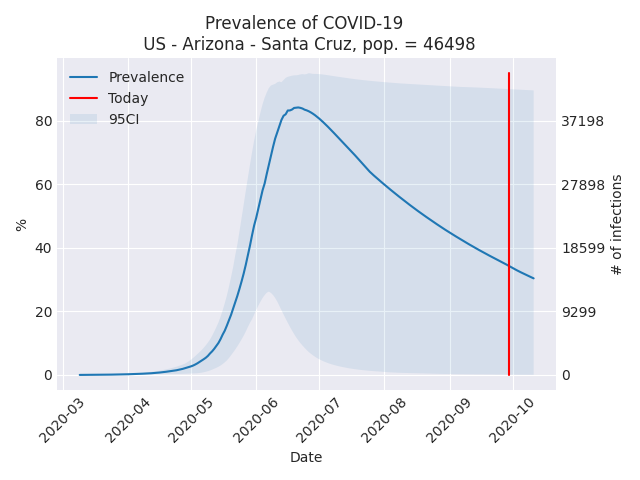 Prevalence of COVID-19
US - Arizona - Santa Cruz, pop. = 46498
Prevalence
Today
95CI
80
60
40
20
0
%
37198
27898
18599
9299
0
# of infections
2020-03
2020-04
2020-05
2020-06
2020-07
2020-08
2020-09
2020-10
Date